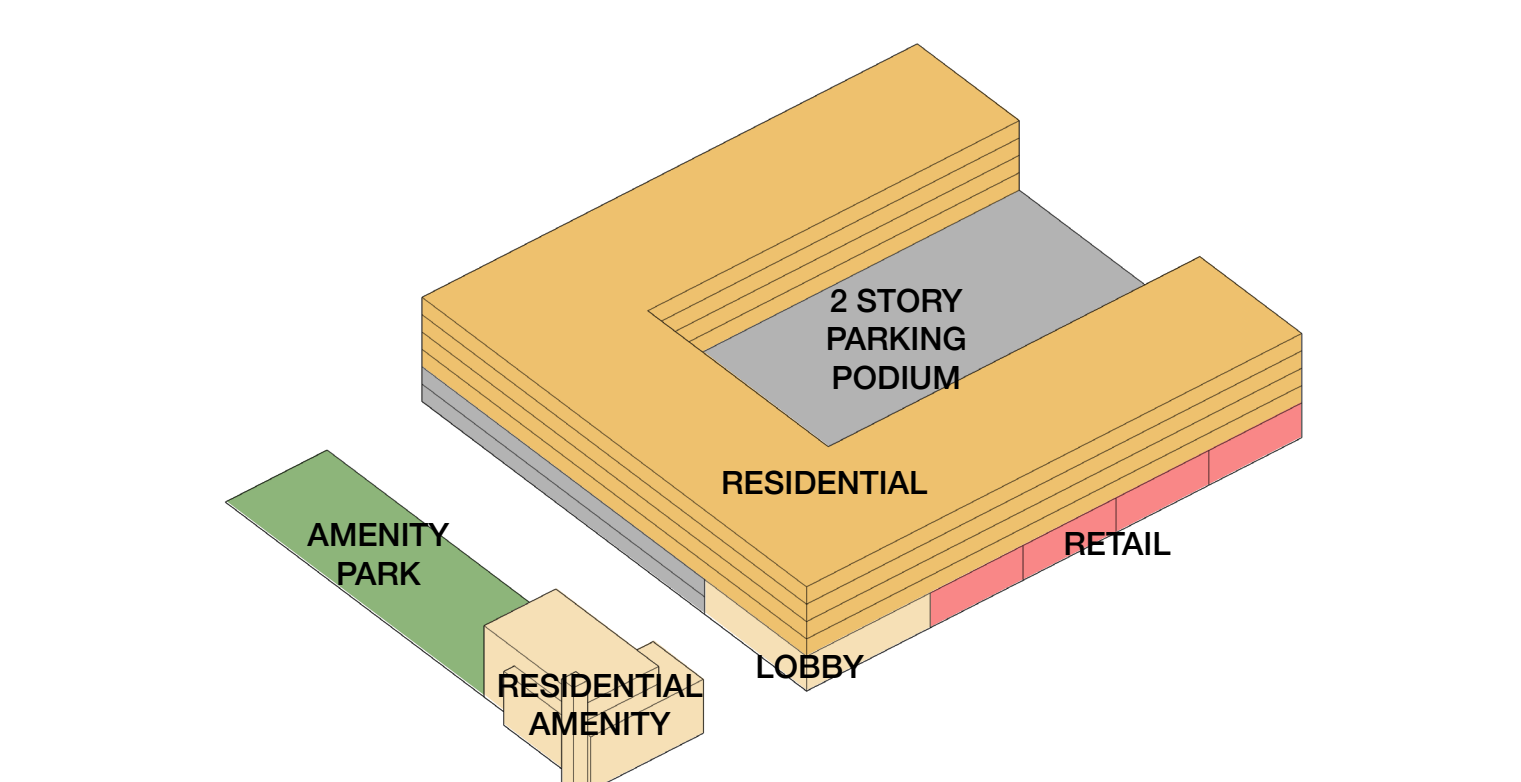 2 STORY
PARKING
PODIUM
RESIDENTIAL
RETAIL
AMENITY
PARK
LOBBY
RESIDENTIAL
AMENITY